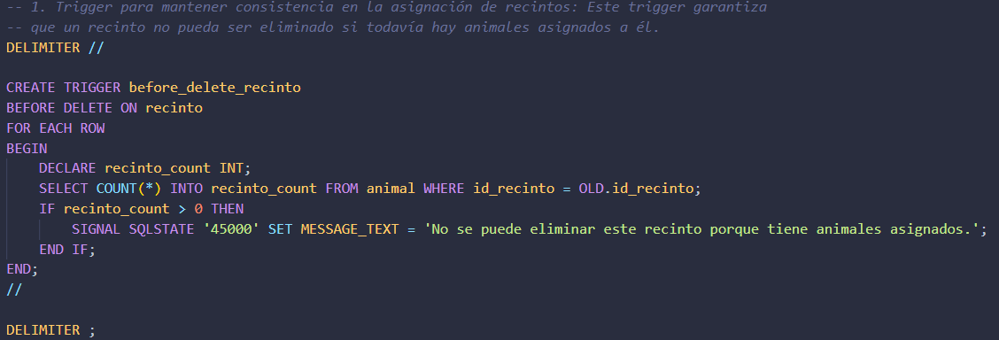 -- 1. Trigger para mantener consistencia en la asignación de recintos: Este trigger garantiza
-- que un recinto no pueda ser eliminado si todavía hay animales asignados a él.
DELIMITER //

CREATE TRIGGER before_delete_recinto
BEFORE DELETE ON recinto
FOR EACH ROW
BEGIN
    DECLARE recinto_count INT;
    SELECT COUNT(*) INTO recinto_count FROM animal WHERE id_recinto = OLD.id_recinto;
    IF recinto_count > 0 THEN
        SIGNAL SQLSTATE '45000' SET MESSAGE_TEXT = 'No se puede eliminar este recinto porque tiene animales asignados.';
    END IF;
END;
//

DELIMITER ;